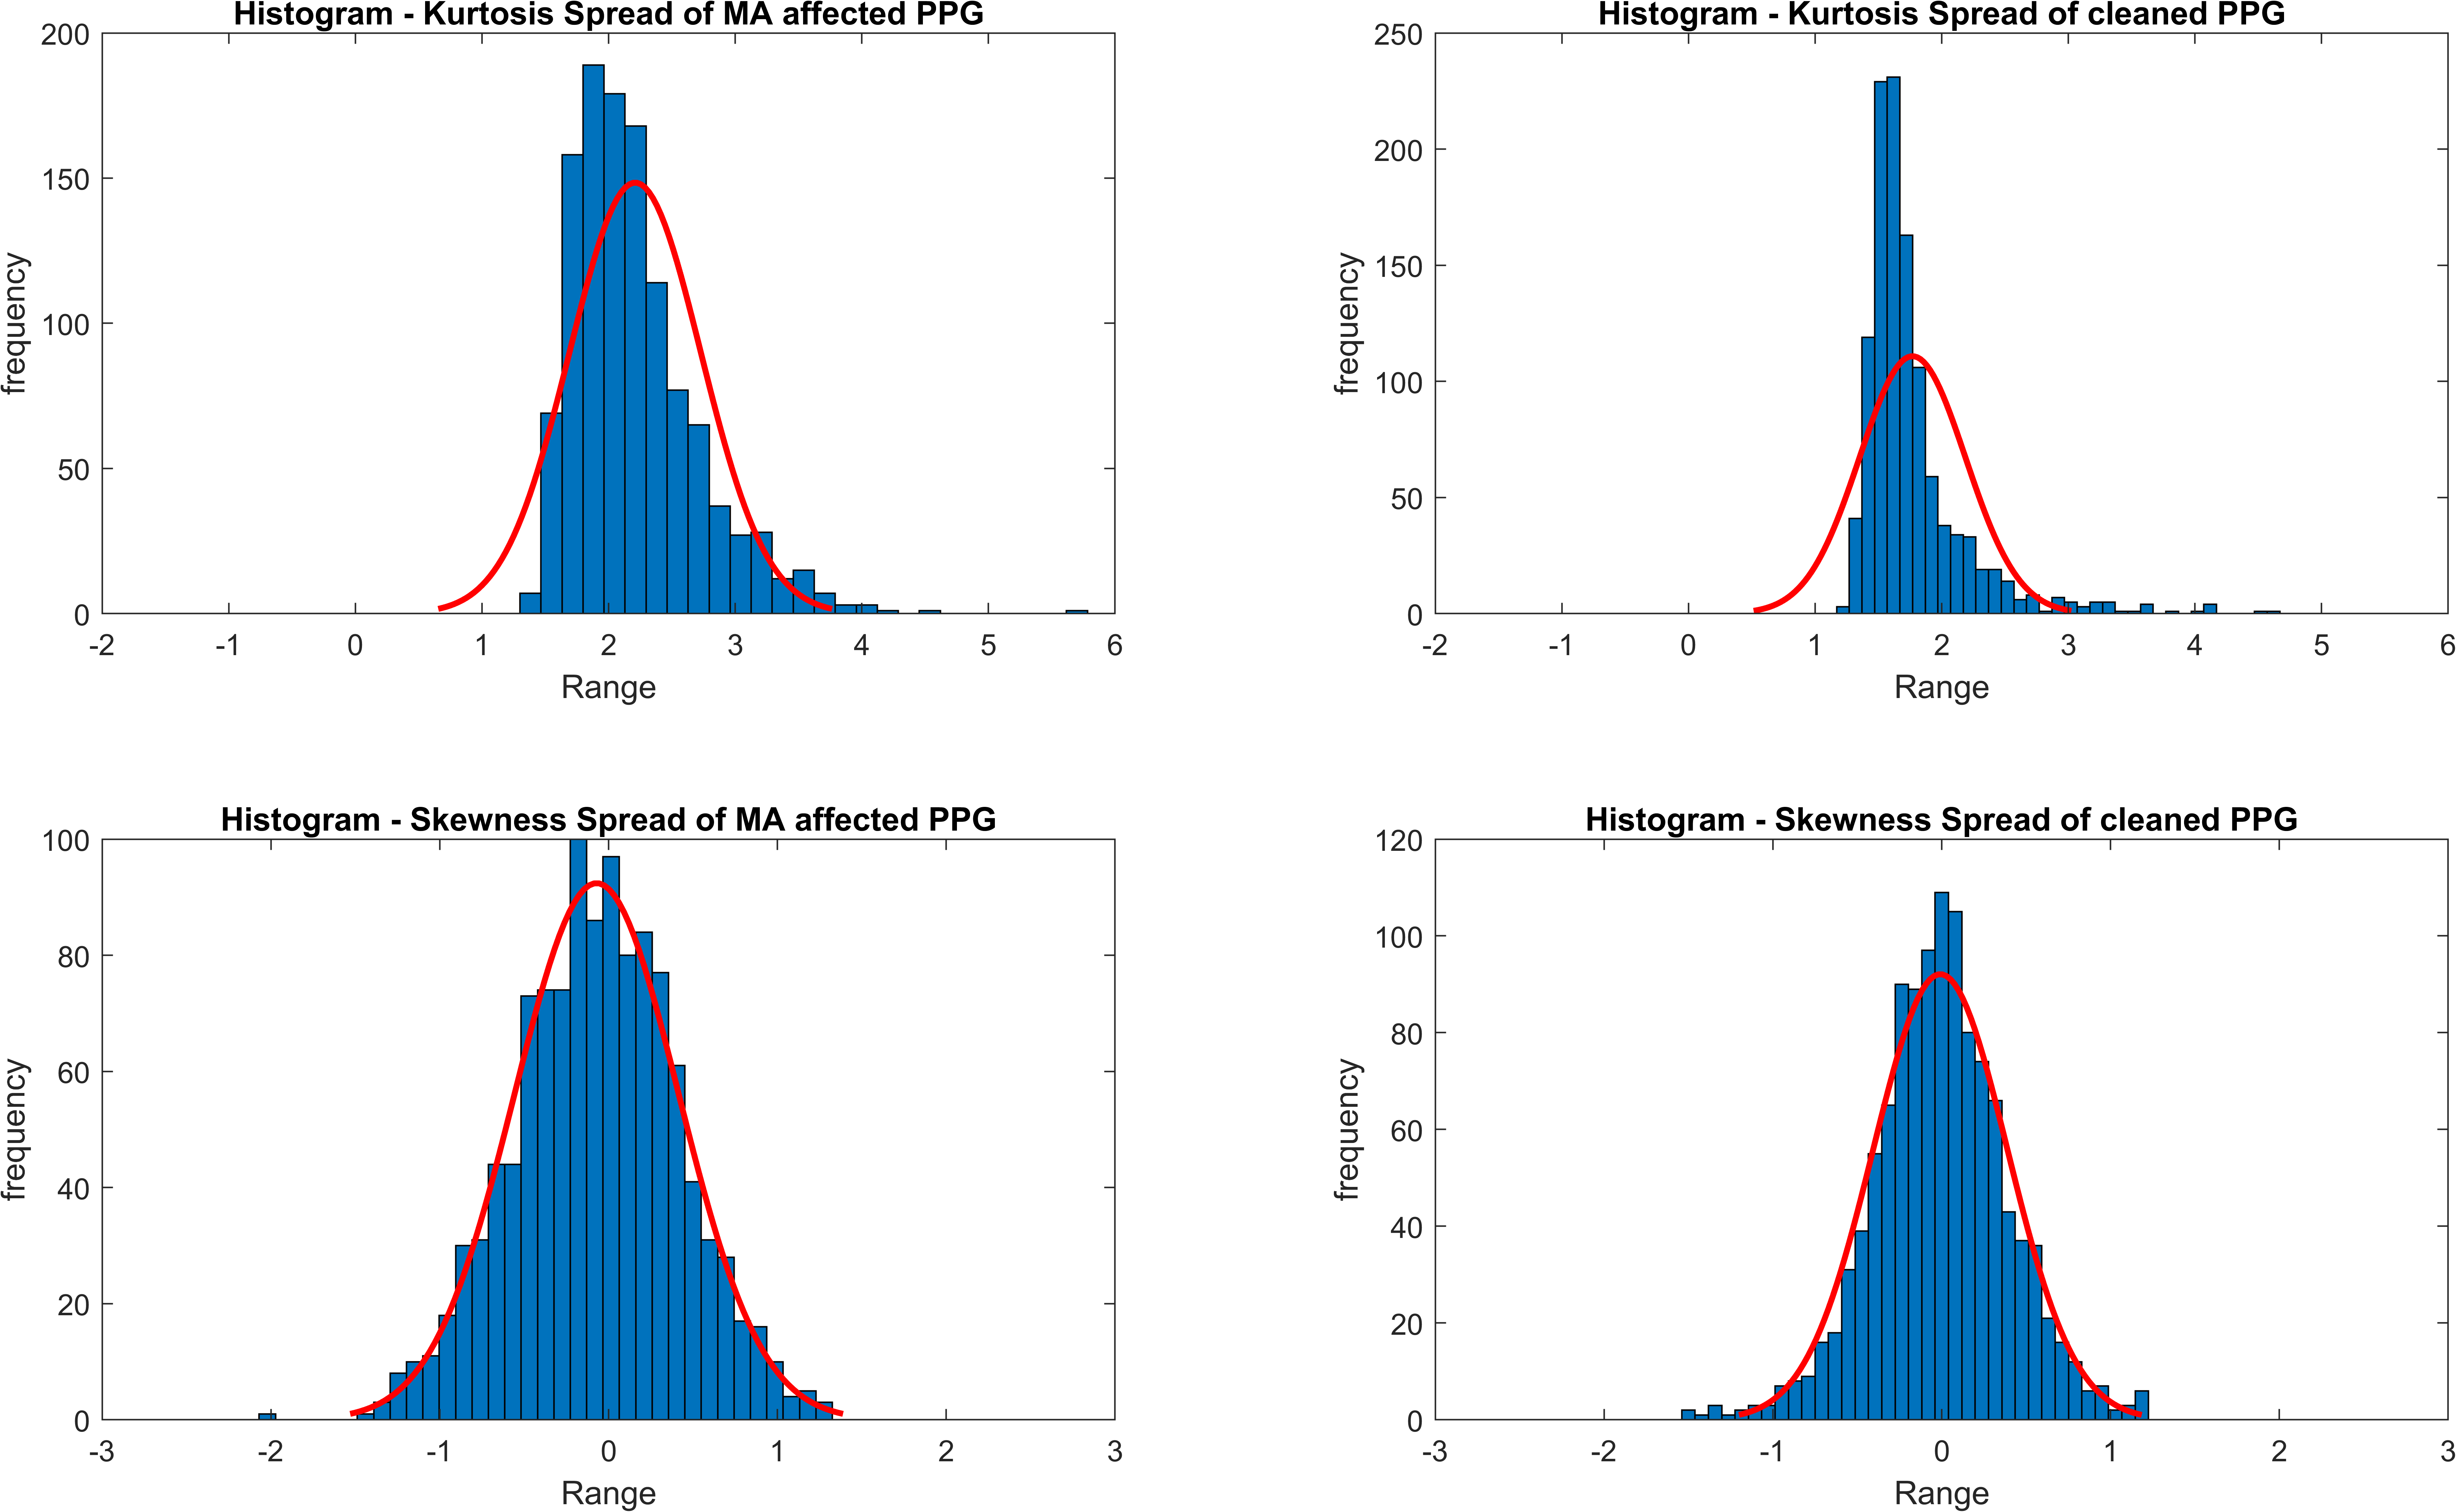 Histogram - Kurtosis Spread of MA affected PPG
200
150
100
50
0
frequency
-2 -1 0 1 2 3 4 5 6
Range
Histogram - Kurtosis Spread of cleaned PPG
250
200
150
100
50
0
frequency
-2 -1 0 1 2 3 4 5 6
Range
Histogram - Skewness Spread of MA affected PPG
100
80
60
40
20
0
frequency
-3 -2 -1 0 1 2 3
Range
Histogram - Skewness Spread of cleaned PPG
120
100
80
60
40
20
0
frequency
-3 -2 -1 0 1 2 3
Range